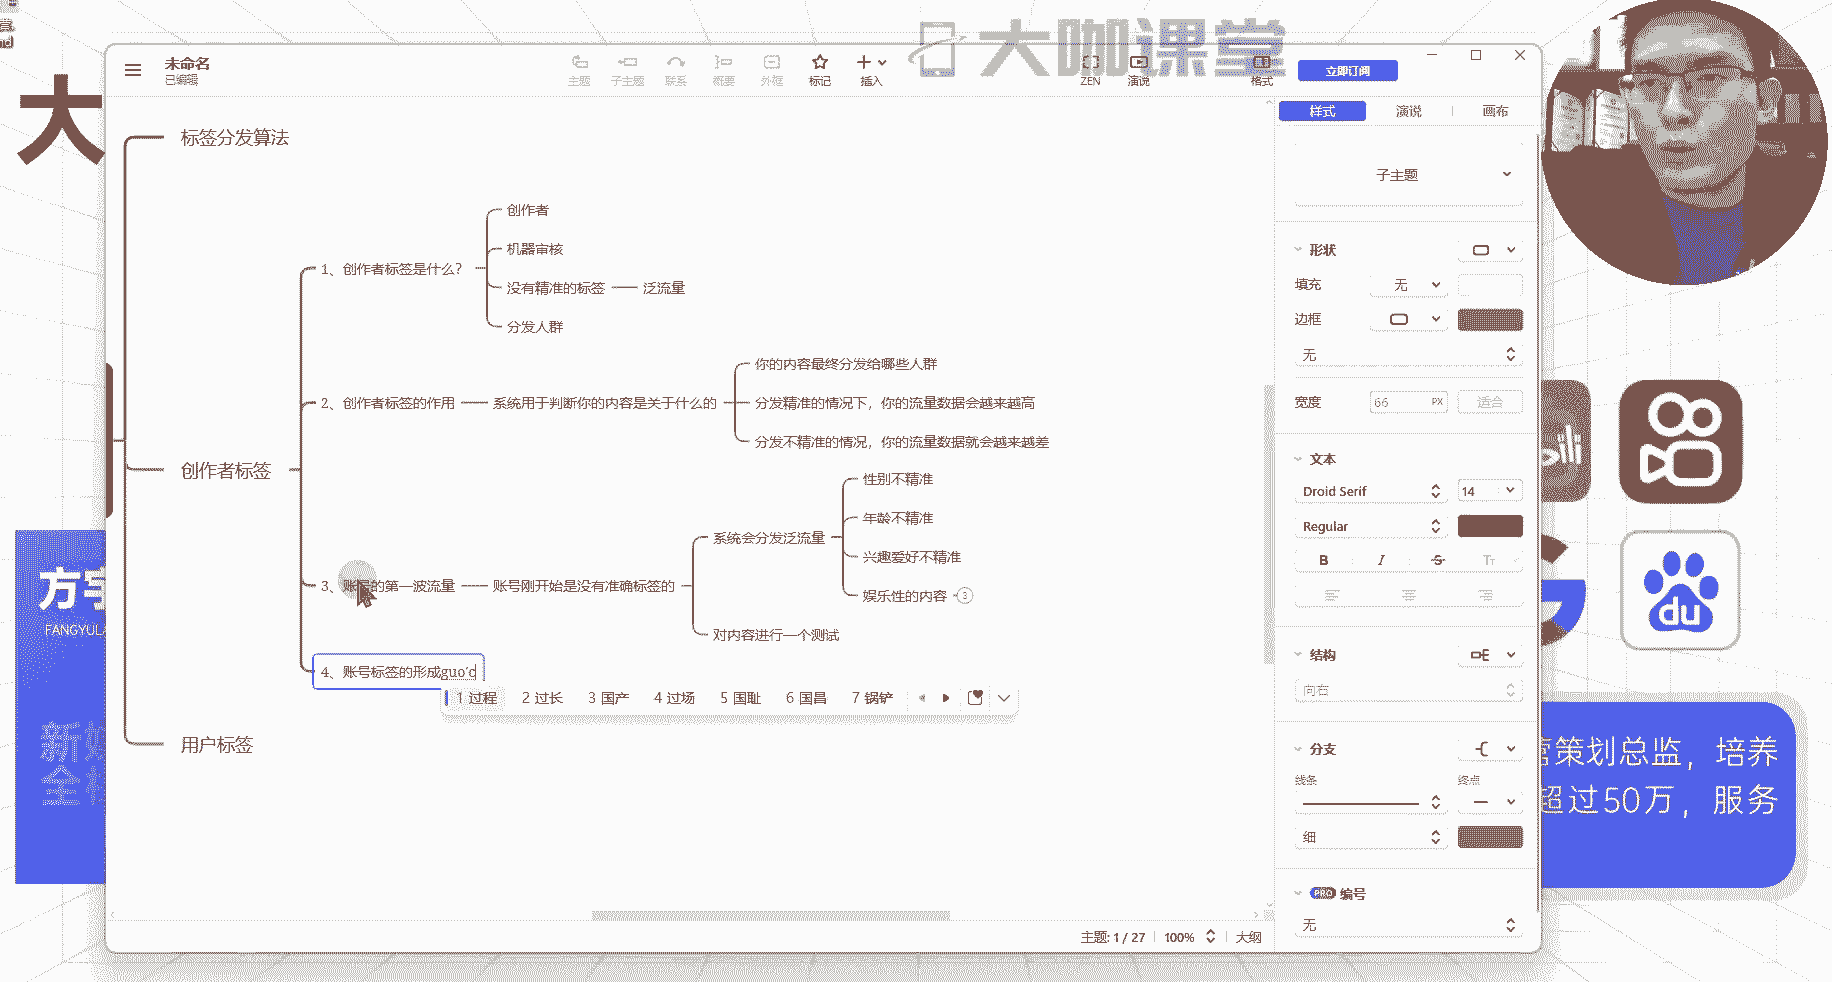 大咖课堂
大
未命名
已编辑
主题
子主题
联系
概要
外框
标记
插入
ZEN
演说
格式
立即订阅
样式
演说
画布
标签分发算法
创作者标签
用户标签
1、创作者标签是什么?
创作者
机器审核
没有精准的标签
泛流量
分发人群
2、创作者标签的作用
系统用于判断你的内容是关于什么的
你的内容最终分发给哪些人群
分发精准的情况下，你的流量数据会越来越高
分发不精准的情况，你的流量数据就会越来越差
3、账号的第一波流量
账号刚开始是没有准确标签的
系统会分发泛流量
性别不精准
年龄不精准
兴趣爱好不精准
娱乐性的内容
3
对内容进行一个测试
4、账号标签的形成guo'c
1 过程 2 过长 3 国产 4 过场 5 国耻 6 国昌 7 锅铲
子主题
形状
填充
无
边框
无
宽度
66 PX
适合
文本
Droid Serif
14
Regular
B I S Tт
结构
向右
分支
线条
终点
细
PRO 编号
无
主题: 1 / 27
100%
大纲
FANGYU
du
策划总监，培养
超过50万，服务